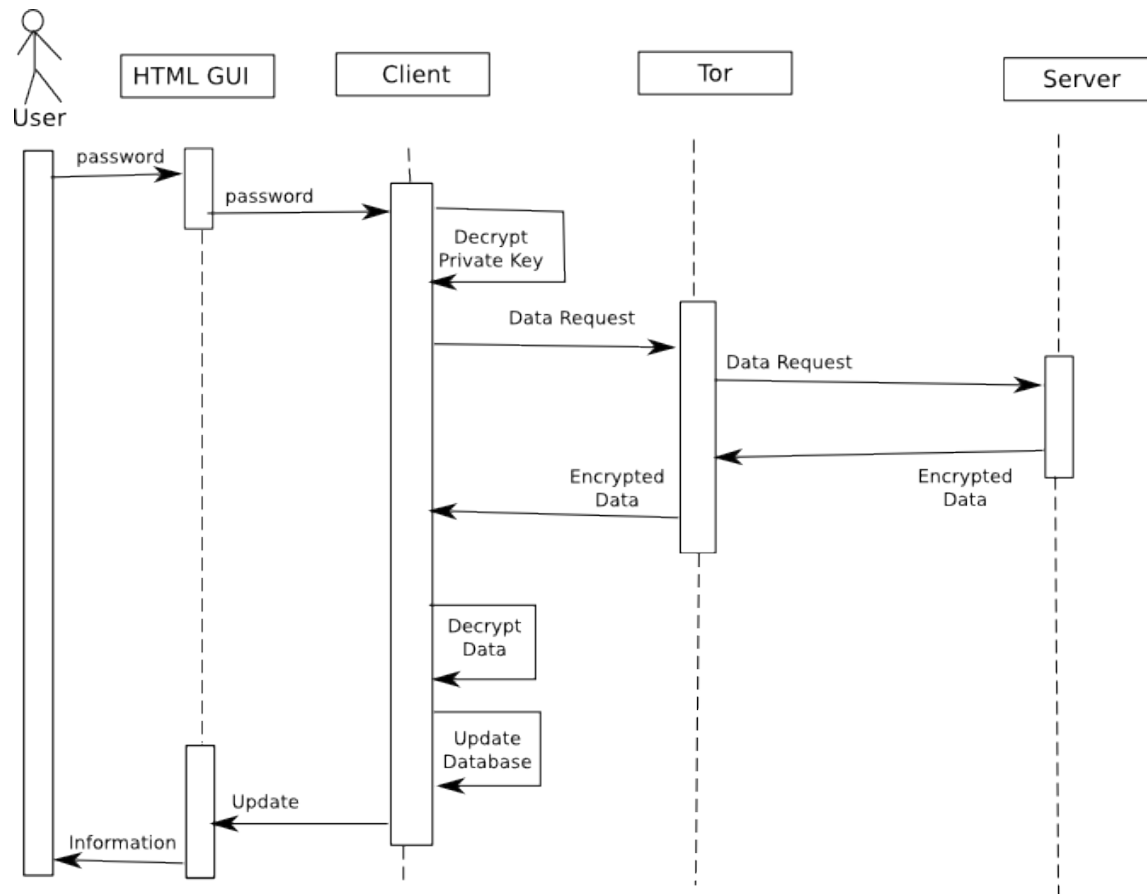 HTML GUI
Client
Tor
Server
User
password
password
Decrypt
Private Key
Data Request
Data Request
Encrypted
Data
Encrypted
Data
Decrypt
Data
Update
Database
Update
Information